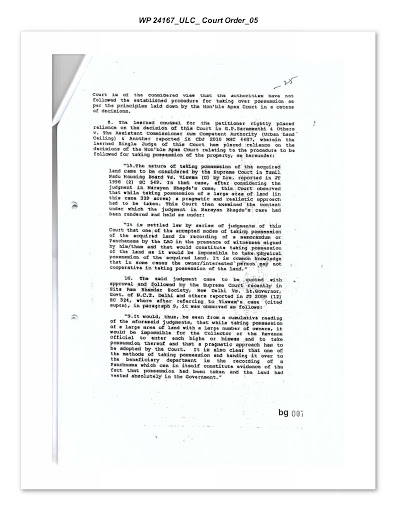 WP 24167_ULC_ Court Order_05
25
Court is of the considered view that the authorities have not
followed the established procedure for taking over possession as
per the principles laid down by the Hon'ble Apex Court in a catena
of decisions.
8. The learned counsel for the petitioner rightly placed
reliance on the decision of this Court in G.P.Saraswathi & Others
v. The Assistant Commissioner cum Competent Authority (Urban Land
Ceiling) & Another reported in CDJ 2010 MHC 4687, wherein the
learned Single Judge of this Court has placed reliance on the
decisions of the Hon'ble Apex Court relating to the procedure to be
followed for taking possession of the property, as hereunder:
"15.The nature of taking possession of the acquired
land came to be considered by the Supreme Court in Tamil
Nadu Housing Board Vs. Viswam (D) by Lrs. reported in JT
1996 (2) SC 549. In that case, after considering the
judgment in Narayan Bhagde's case, this Court observed
that while taking possession of a large area of land (in
this case 339 acres) a pragmatic and realistic approach
had to be taken. This Court then examined the context
under which the judgment in Narayan Bhagde's case had
been rendered and held as under:
"It is settled law by series of judgments of this
Court that one of the accepted modes of taking possession
of the acquired land is recording of a memorandum or
Panchanama by the LAO in the presence of witnesses signed
by him/them and that would constitute taking possession
of the land as it would be impossible to take physical
possession of the acquired land. It is common knowledge
that in some cases the owner/interested person may not
cooperative in taking possession of the land."
16. The said judgment came to be quoted with
approval and followed by the Supreme Court recently in
Sita Ram Bhandar Society, New Delhi Vs. Lt.Governor,
Govt. of N.C.T. Delhi and others reported in JT 2009 (12)
SC 324, where after referring to Viswam's case (cited
supra), in paragraph 9, it was observed as follows:
"9.It would, thus, be seen from a cumulative reading
of the aforesaid judgments, that while taking possession
of a large area of land with a large number of owners, it
would be impossible for the Collector or the Revenue
Official to enter each bigha or biswas and to take
possession thereof and that a pragmatic approach has to
be adopted by the Court. It is also clear that one of
the methods of taking possession and handing it over to
the beneficiary department is the recording of a
Panchnama which can in itself constitute evidence of the
fact that possession had been taken and the land had
vested absolutely in the Government."
bg 007